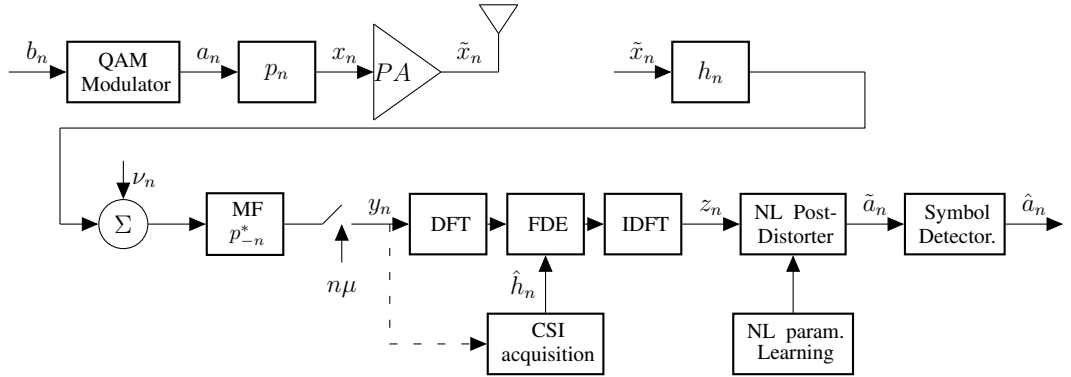 b_n
QAM
Modulator
a_n
p_n
x_n
PA
x̃_n
x̃_n
h_n
ν_n
Σ
MF
p*_{-n}
nμ
y_n
DFT
FDE
IDFT
z_n
NL Post-
Distorter
ã_n
Symbol
Detector.
â_n
ĥ_n
CSI
acquisition
NL param.
Learning